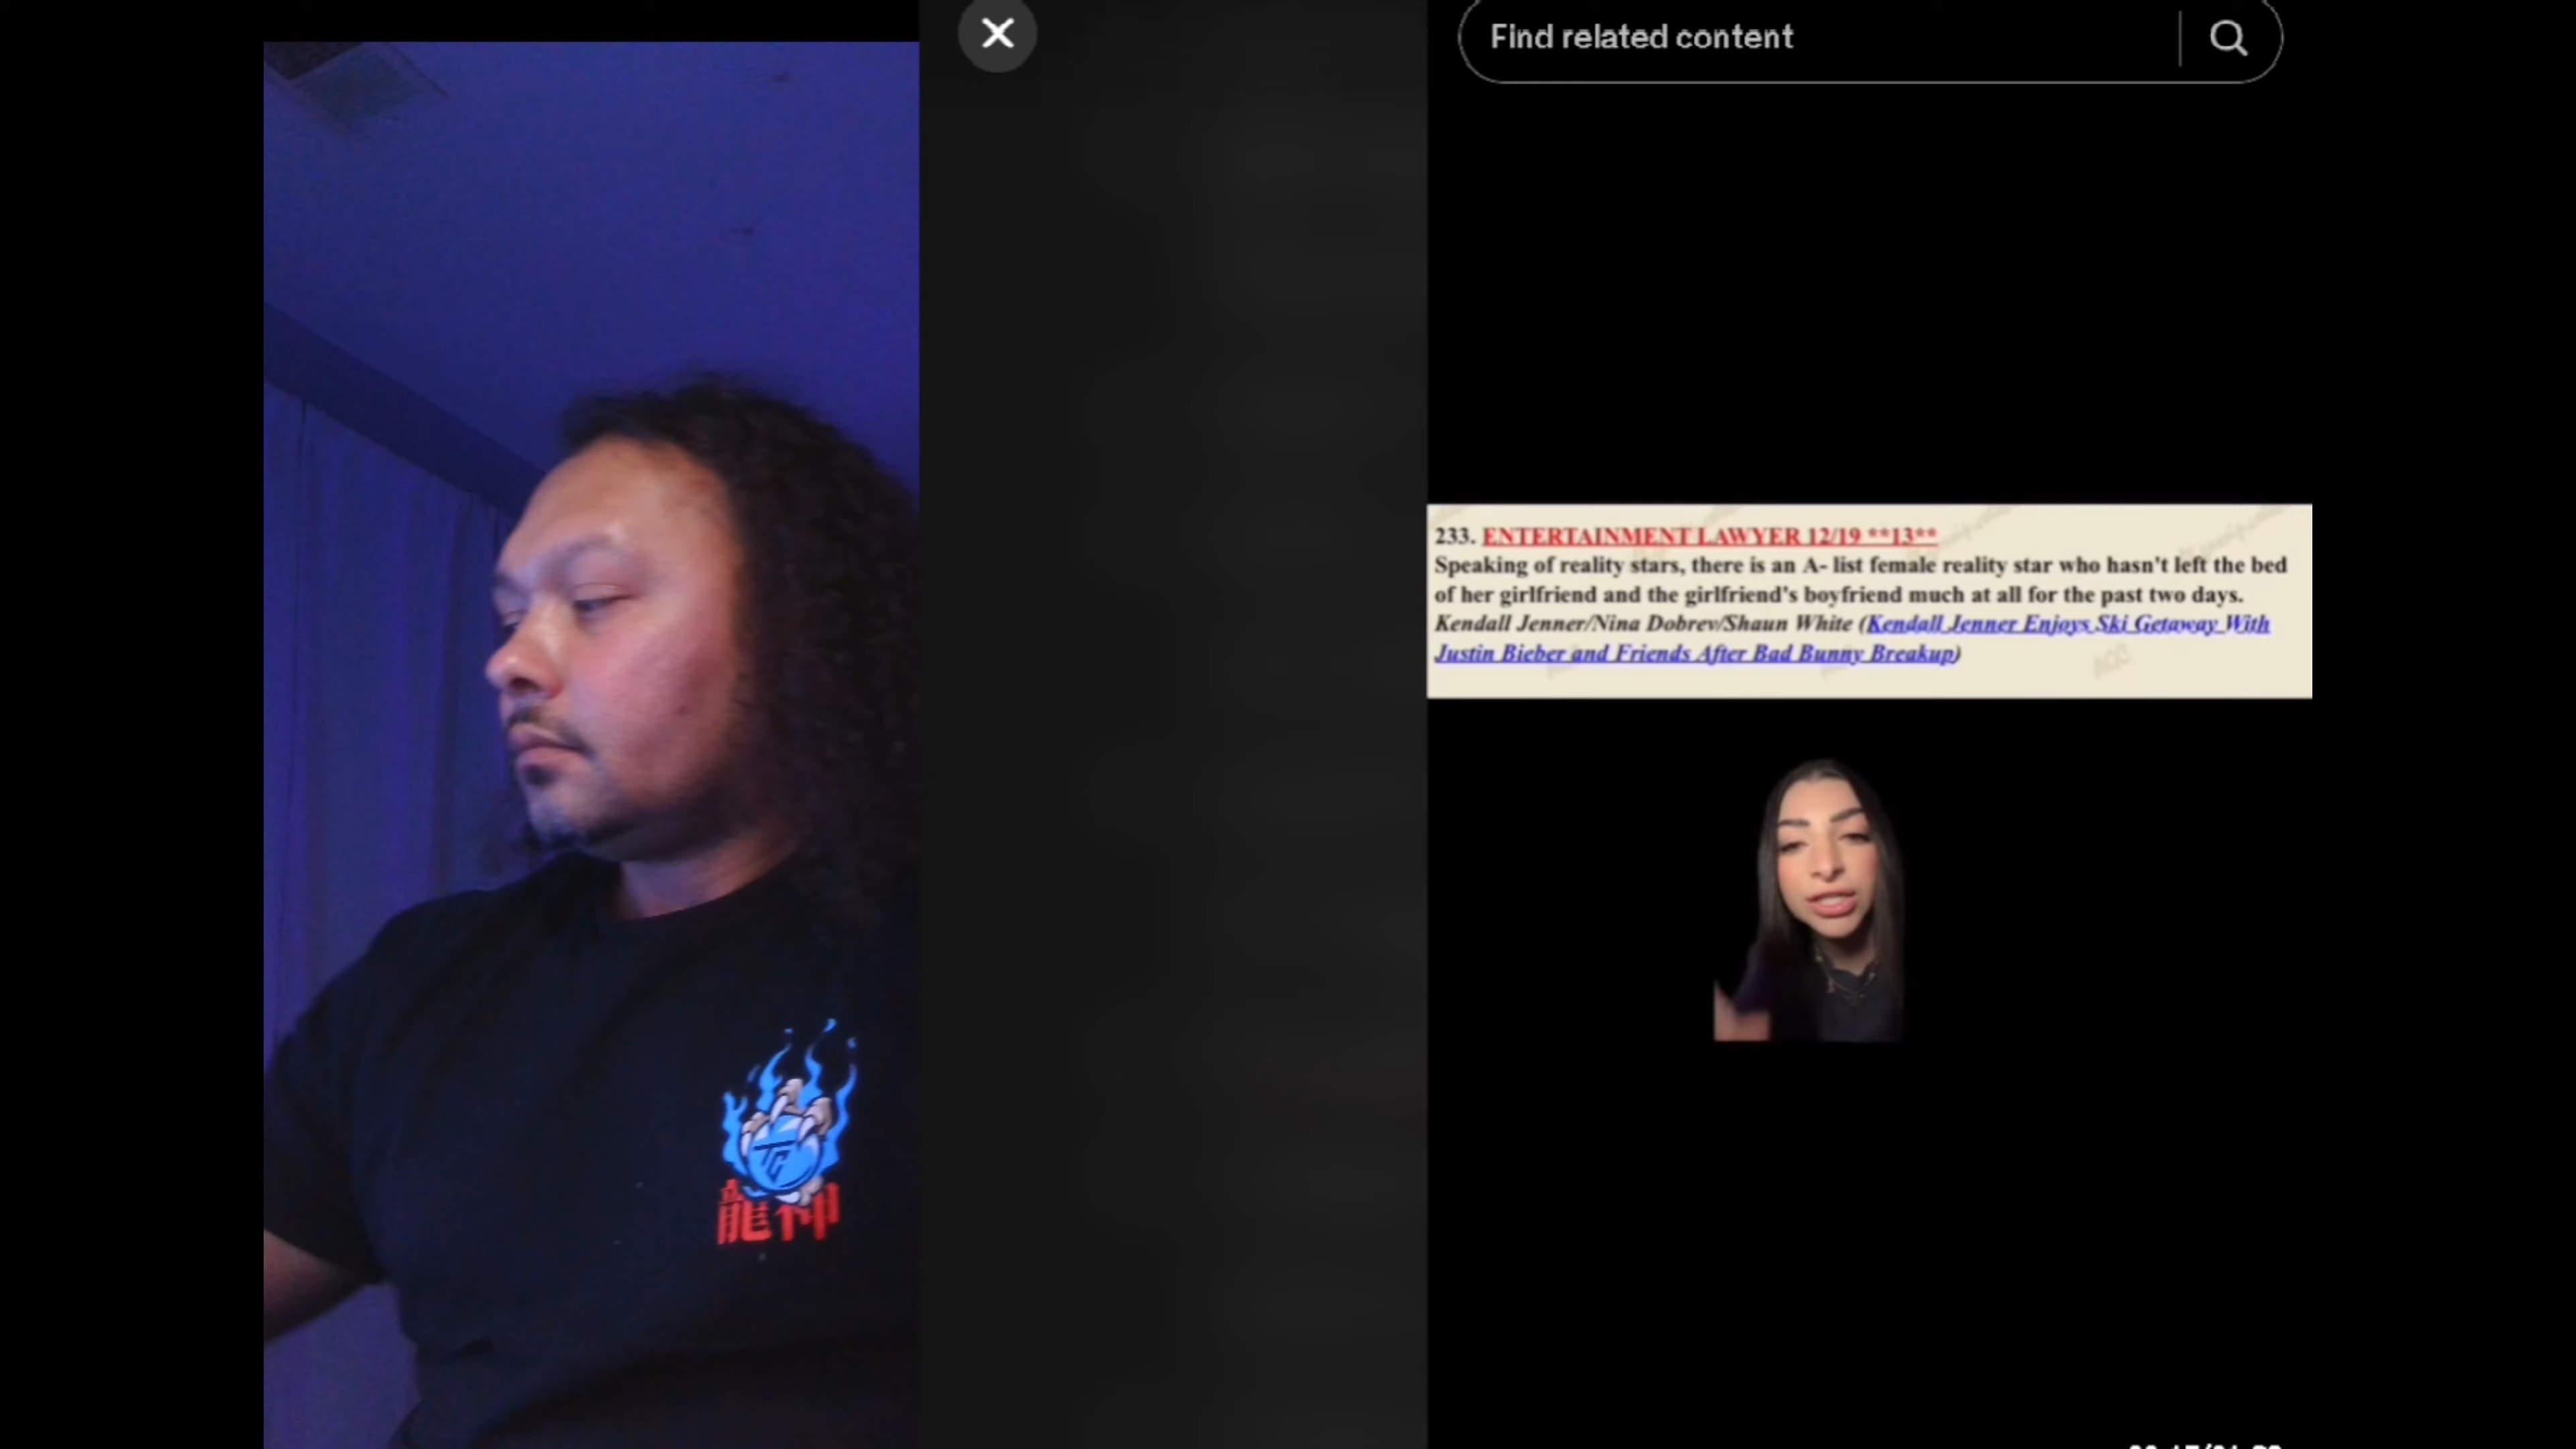 Find related content
233. ENTERTAINMENT LAWYER 12/19 **13**
Speaking of reality stars, there is an A- list female reality star who hasn't left the bed
of her girlfriend and the girlfriend's boyfriend much at all for the past two days.
Kendall Jenner/Nina Dobrev/Shaun White (Kendall Jenner Enjoys Ski Getaway With
Justin Bieber and Friends After Bad Bunny Breakup)
龍神